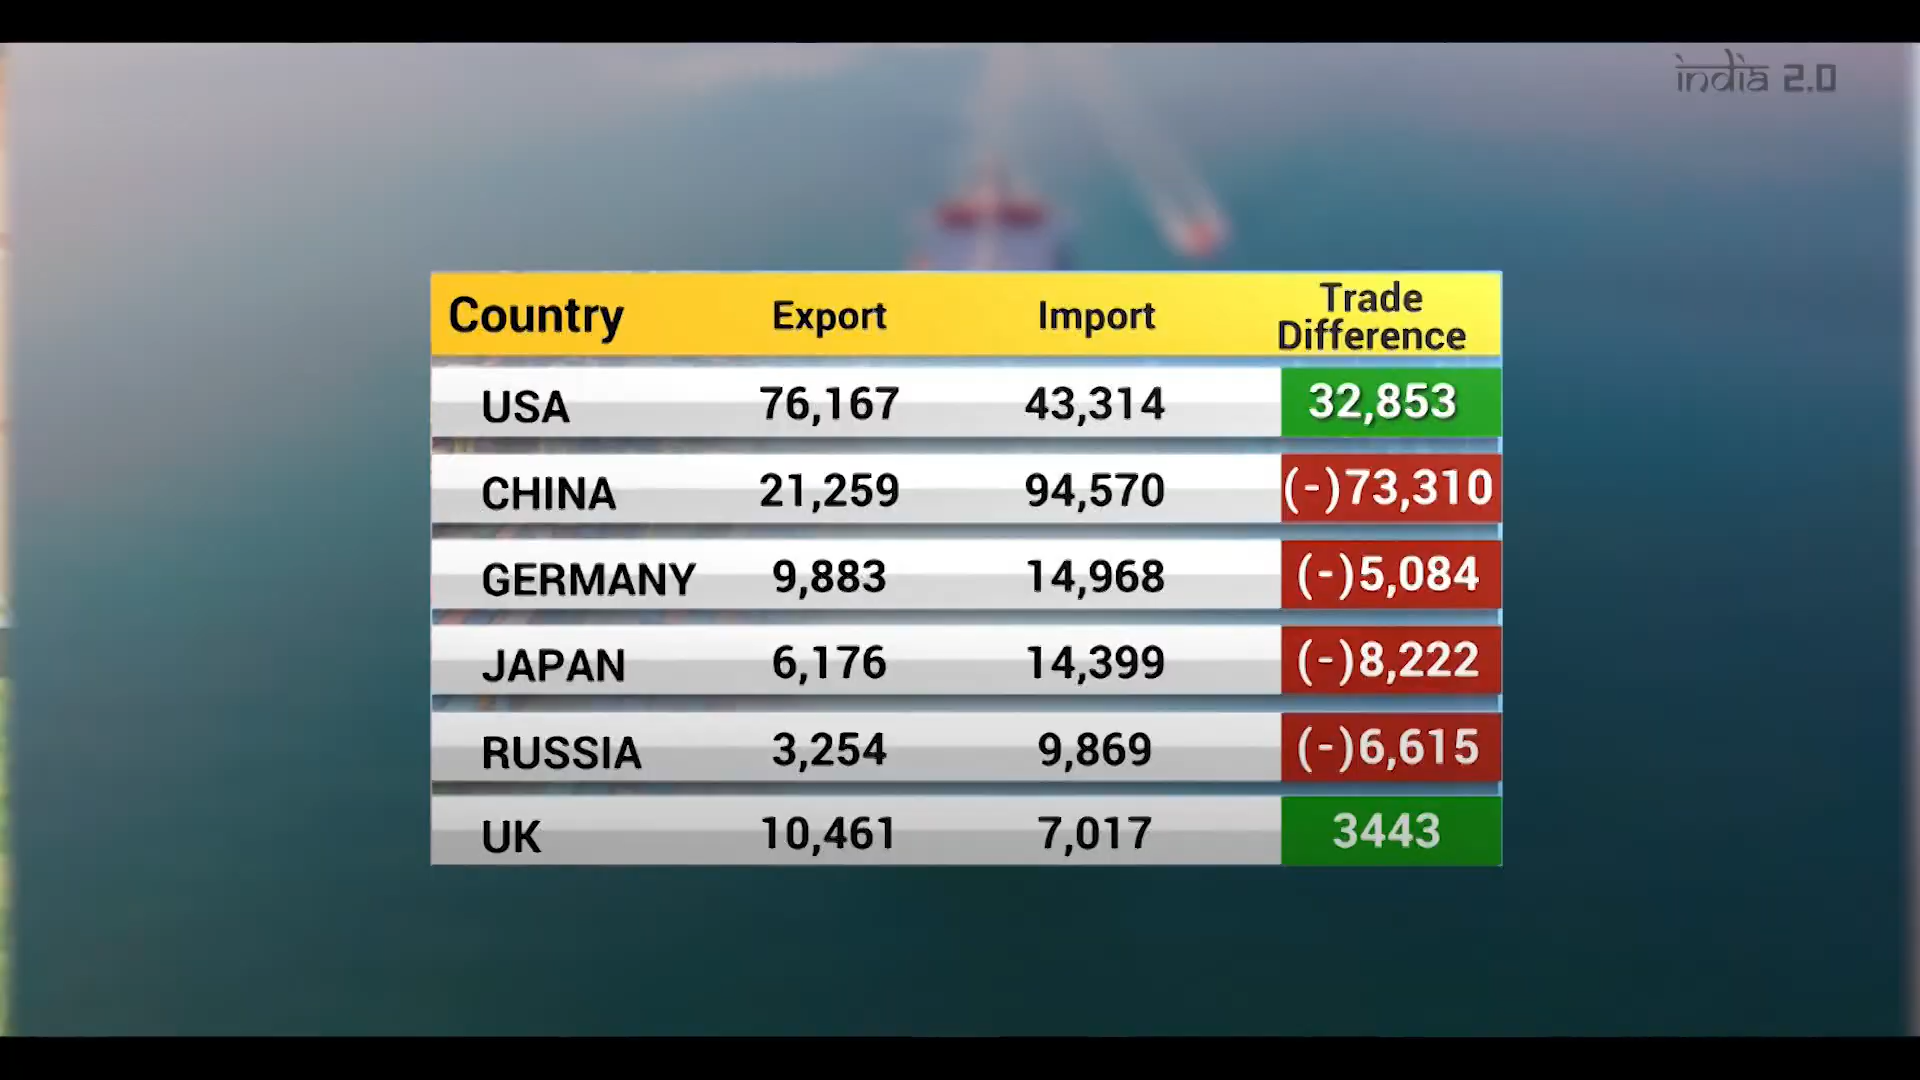 india 2.0
Country Export Import Trade Difference
USA 76,167 43,314 32,853
CHINA 21,259 94,570 (-)73,310
GERMANY 9,883 14,968 (-)5,084
JAPAN 6,176 14,399 (-)8,222
RUSSIA 3,254 9,869 (-)6,615
UK 10,461 7,017 3443